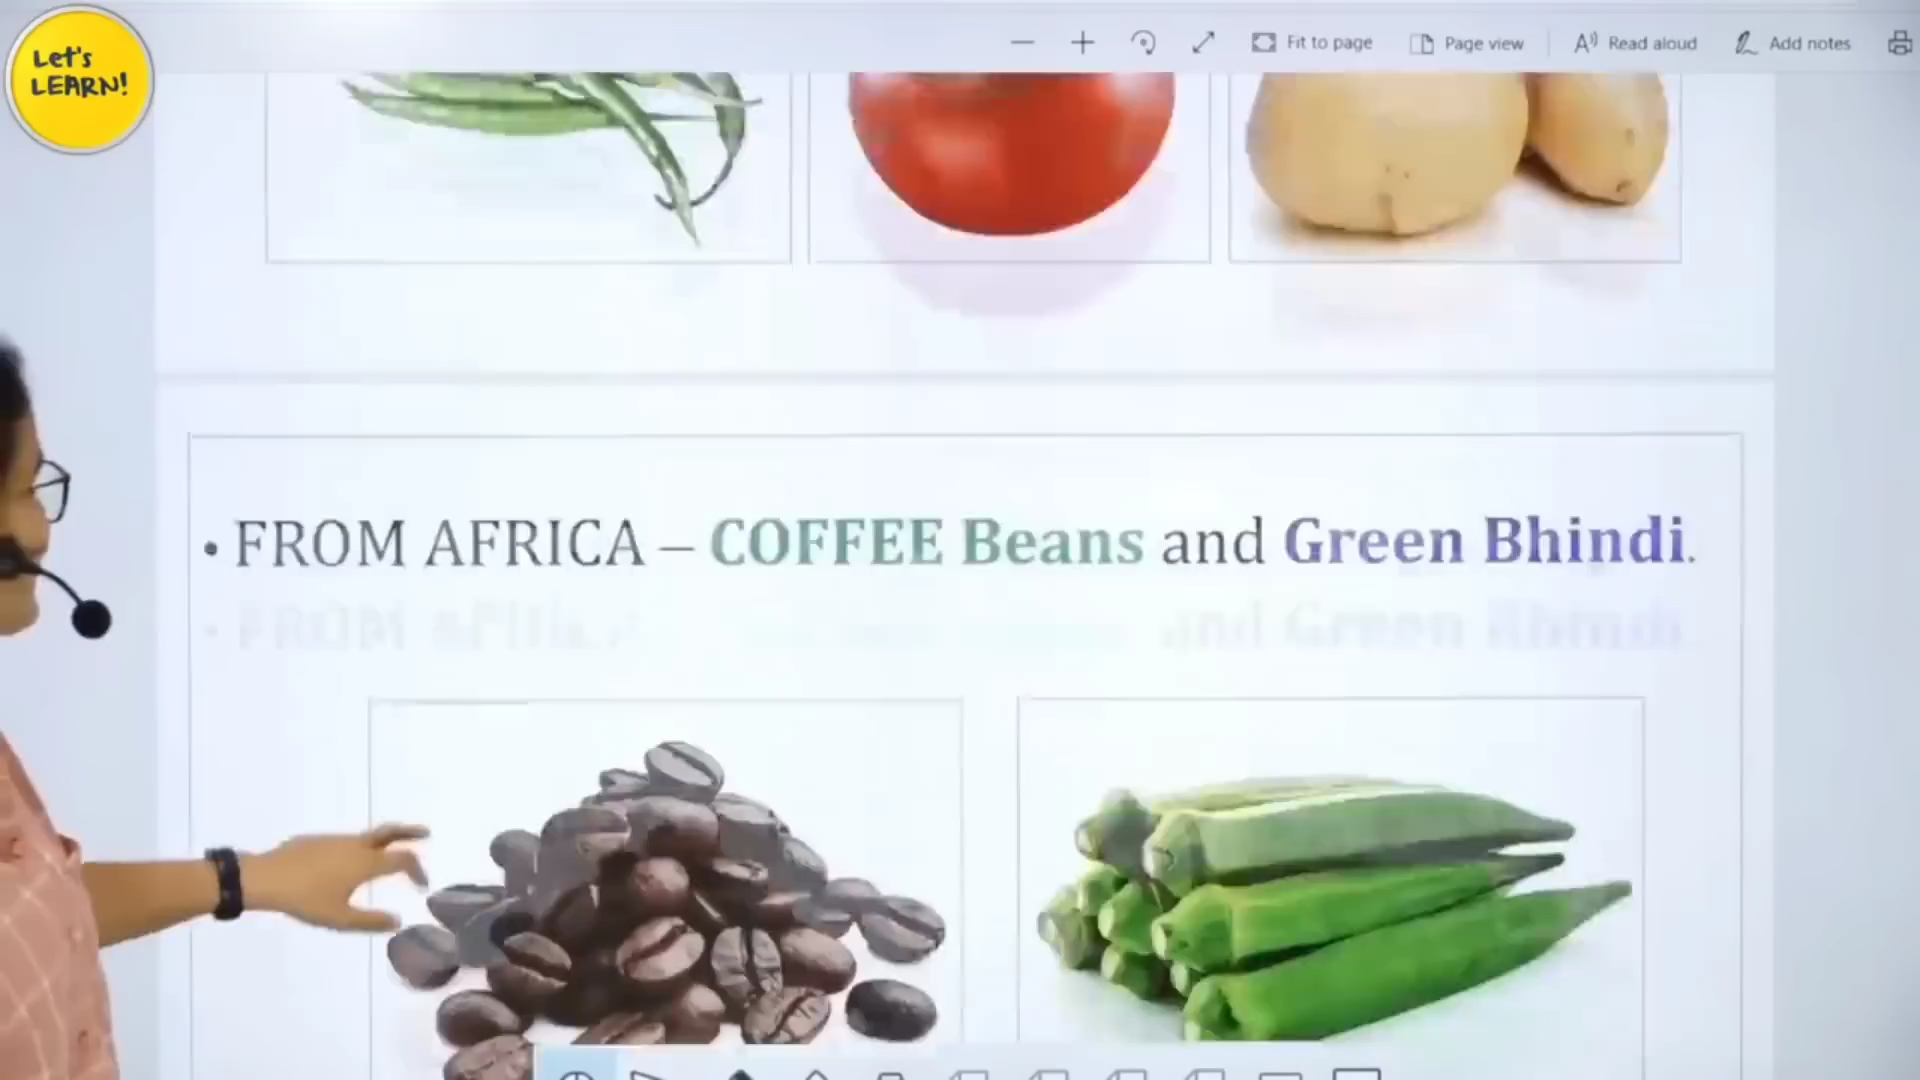 Let's
LEARN!
Fit to page
Page view
Read aloud
Add notes
• FROM AFRICA – COFFEE Beans and Green Bhindi.